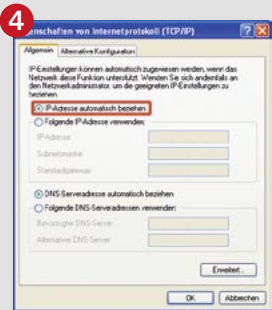 4
Eigenschaften von Internetprotokoll (TCP/IP)
Allgemein Alternative Konfiguration
IP-Einstellungen können automatisch zugewiesen werden, wenn das
Netzwerk diese Funktion unterstützt. Wenden Sie sich andernfalls an
den Netzwerkadministrator, um die geeigneten IP-Einstellungen zu
beziehen.
IP-Adresse automatisch beziehen
Folgende IP-Adresse verwenden:
IP-Adresse:
Subnetzmaske:
Standardgateway:
DNS-Serveradresse automatisch beziehen
Folgende DNS-Serveradressen verwenden:
Bevorzugter DNS-Server:
Alternativer DNS-Server:
Erweitert...
OK Abbrechen